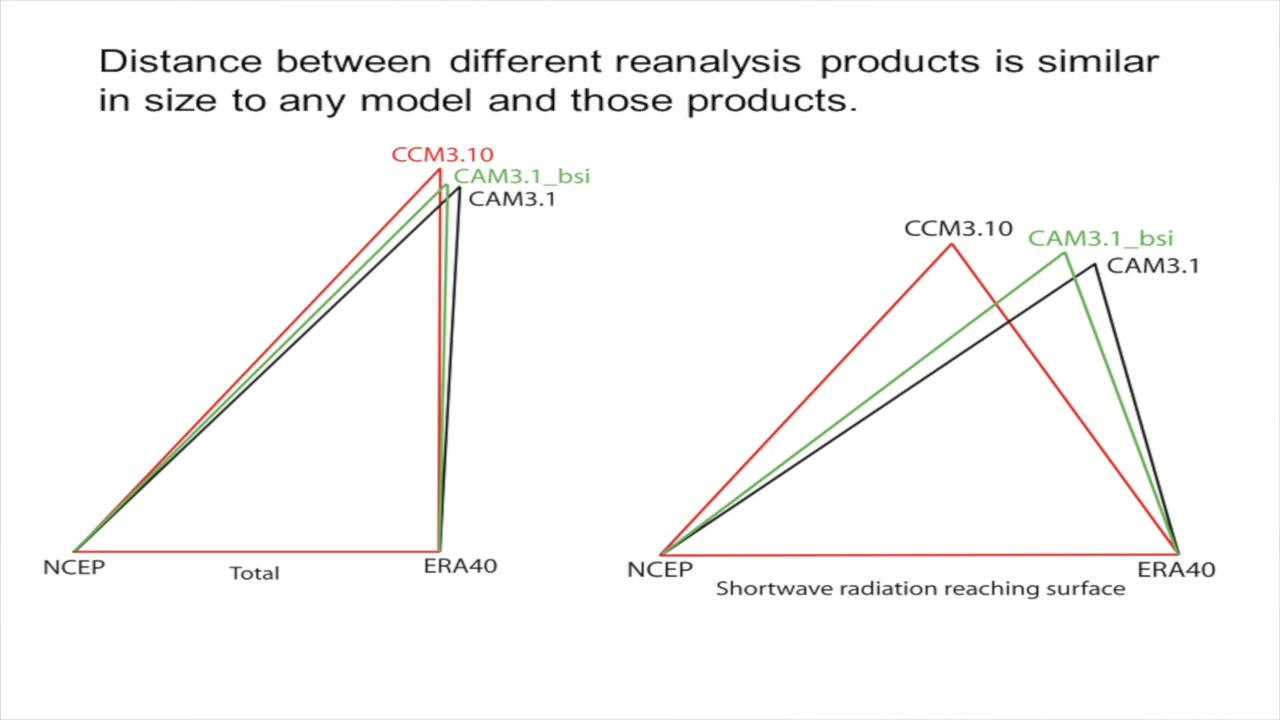 Distance between different reanalysis products is similar
in size to any model and those products.
CCM3.10
CAM3.1_bsi
CAM3.1
NCEP
Total
ERA40
CCM3.10
CAM3.1_bsi
CAM3.1
NCEP
ERA40
Shortwave radiation reaching surface